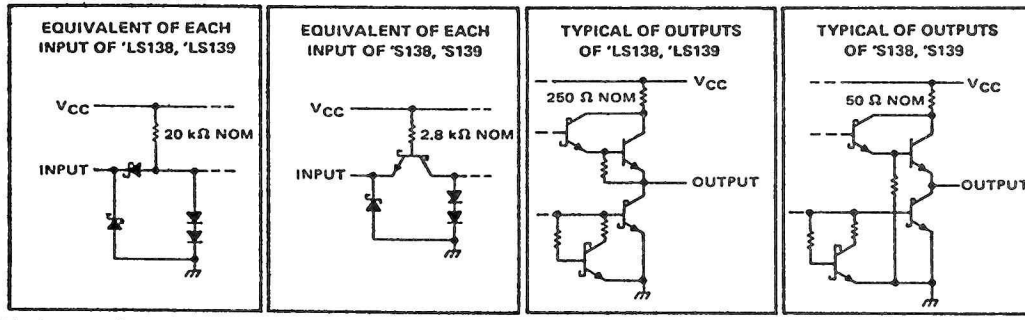 EQUIVALENT OF EACH
INPUT OF 'LS138, 'LS139
VCC
20 kΩ NOM
INPUT
EQUIVALENT OF EACH
INPUT OF 'S138, 'S139
VCC
2.8 kΩ NOM
INPUT
TYPICAL OF OUTPUTS
OF 'LS138, 'LS139
VCC
250 Ω NOM
OUTPUT
TYPICAL OF OUTPUTS
OF 'S138, 'S139
VCC
50 Ω NOM
OUTPUT